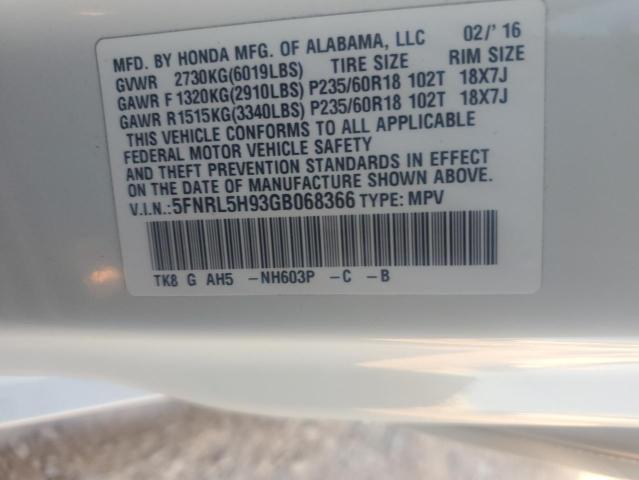 MFD. BY HONDA MFG. OF ALABAMA, LLC 02/'16
GVWR 2730KG(6019LBS) TIRE SIZE RIM SIZE
GAWR F 1320KG(2910LBS) P235/60R18 102T 18X7J
GAWR R1515KG(3340LBS) P235/60R18 102T 18X7J
THIS VEHICLE CONFORMS TO ALL APPLICABLE
FEDERAL MOTOR VEHICLE SAFETY
AND THEFT PREVENTION STANDARDS IN EFFECT
ON THE DATE OF MANUFACTURE SHOWN ABOVE.
V.I.N.:5FNRL5H93GB068366 TYPE: MPV
TK8 G AH5 -NH603P -C -B